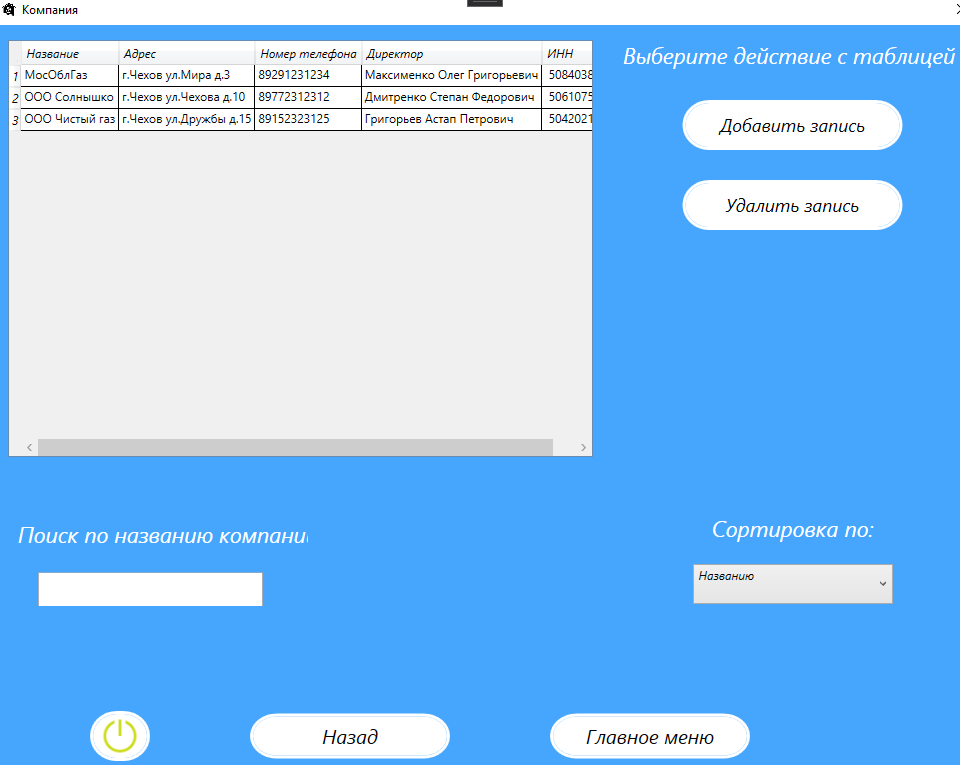 Компания
Название Адрес Номер телефона Директор ИНН
1 МосОблГаз г.Чехов ул.Мира д.3 89291231234 Максименко Олег Григорьевич 5084038
2 ООО Солнышко г.Чехов ул.Чехова д.10 89772312312 Дмитренко Степан Федорович 5061075
3 ООО Чистый газ г.Чехов ул.Дружбы д.15 89152323125 Григорьев Астап Петрович 5042021
Выберите действие с таблицей
Добавить запись
Удалить запись
Поиск по названию компани
Сортировка по:
Названию
Назад
Главное меню